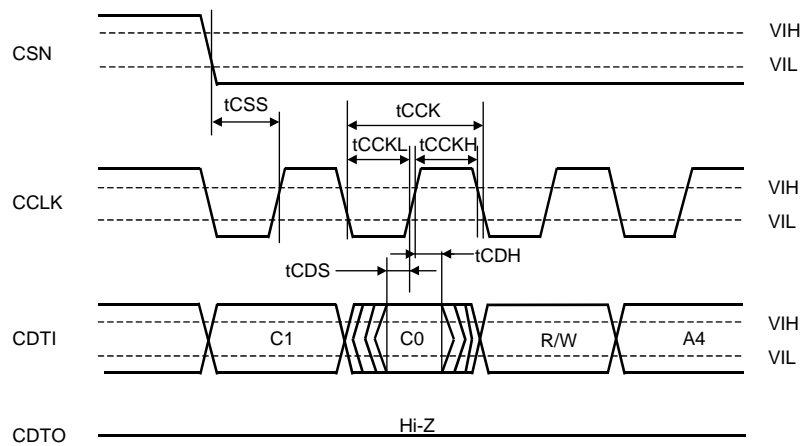 CSN
VIH
VIL
tCSS
tCCK
tCCKL
tCCKH
CCLK
VIH
VIL
tCDS
tCDH
CDTI
C1
C0
R/W
A4
VIH
VIL
CDTO
Hi-Z